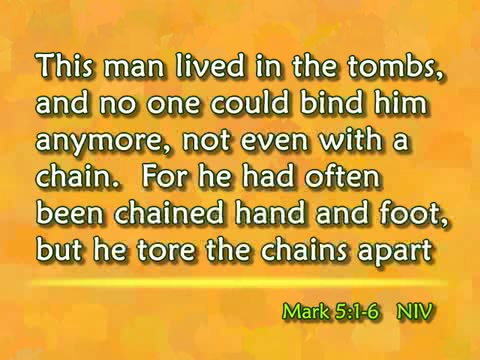 This man lived in the tombs,
and no one could bind him
anymore, not even with a
chain.  For he had often
been chained hand and foot,
but he tore the chains apart
Mark 5:1-6   NIV